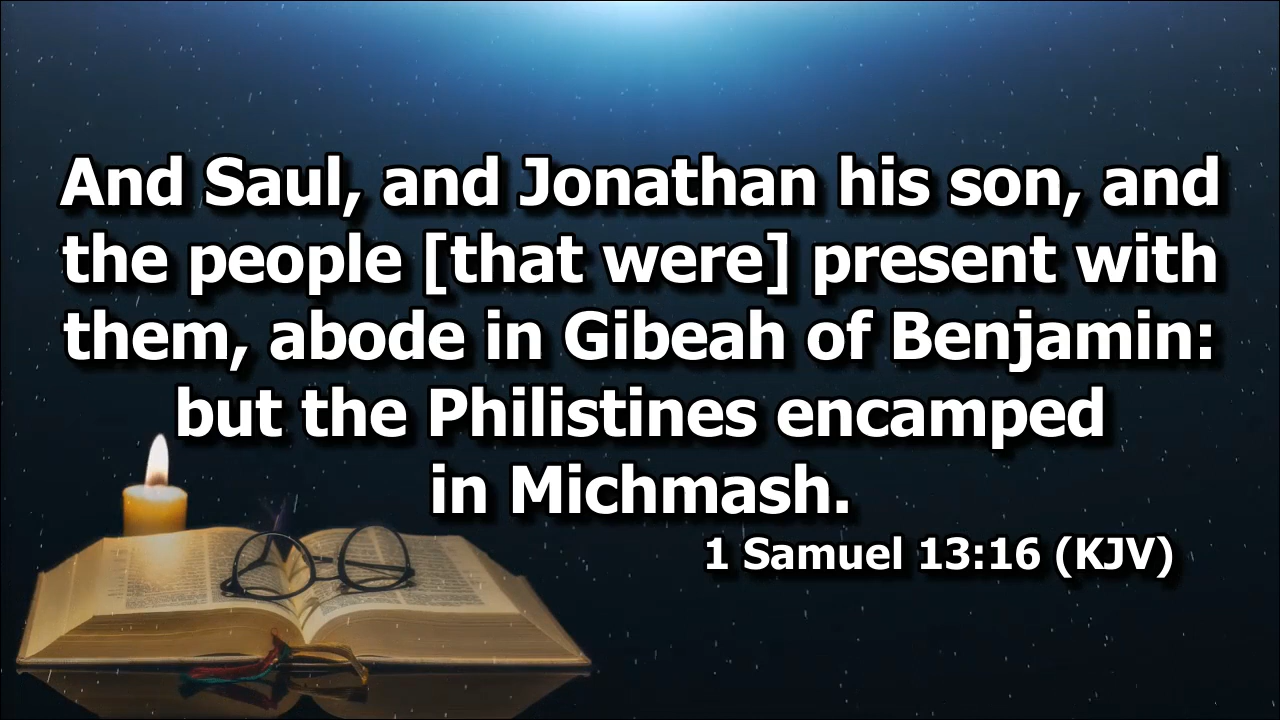 And Saul, and Jonathan his son, and
the people [that were] present with
them, abode in Gibeah of Benjamin:
but the Philistines encamped
in Michmash.
1 Samuel 13:16 (KJV)